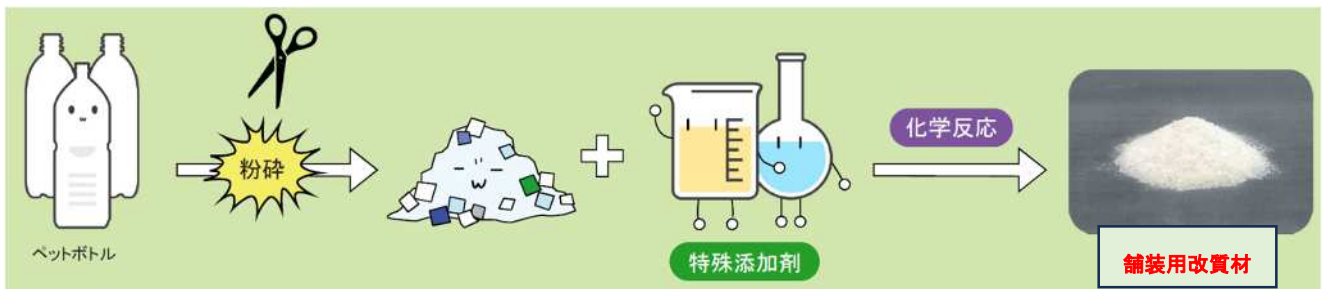 ペットボトル
粉砕
特殊添加剤
化学反応
舗装用改質材